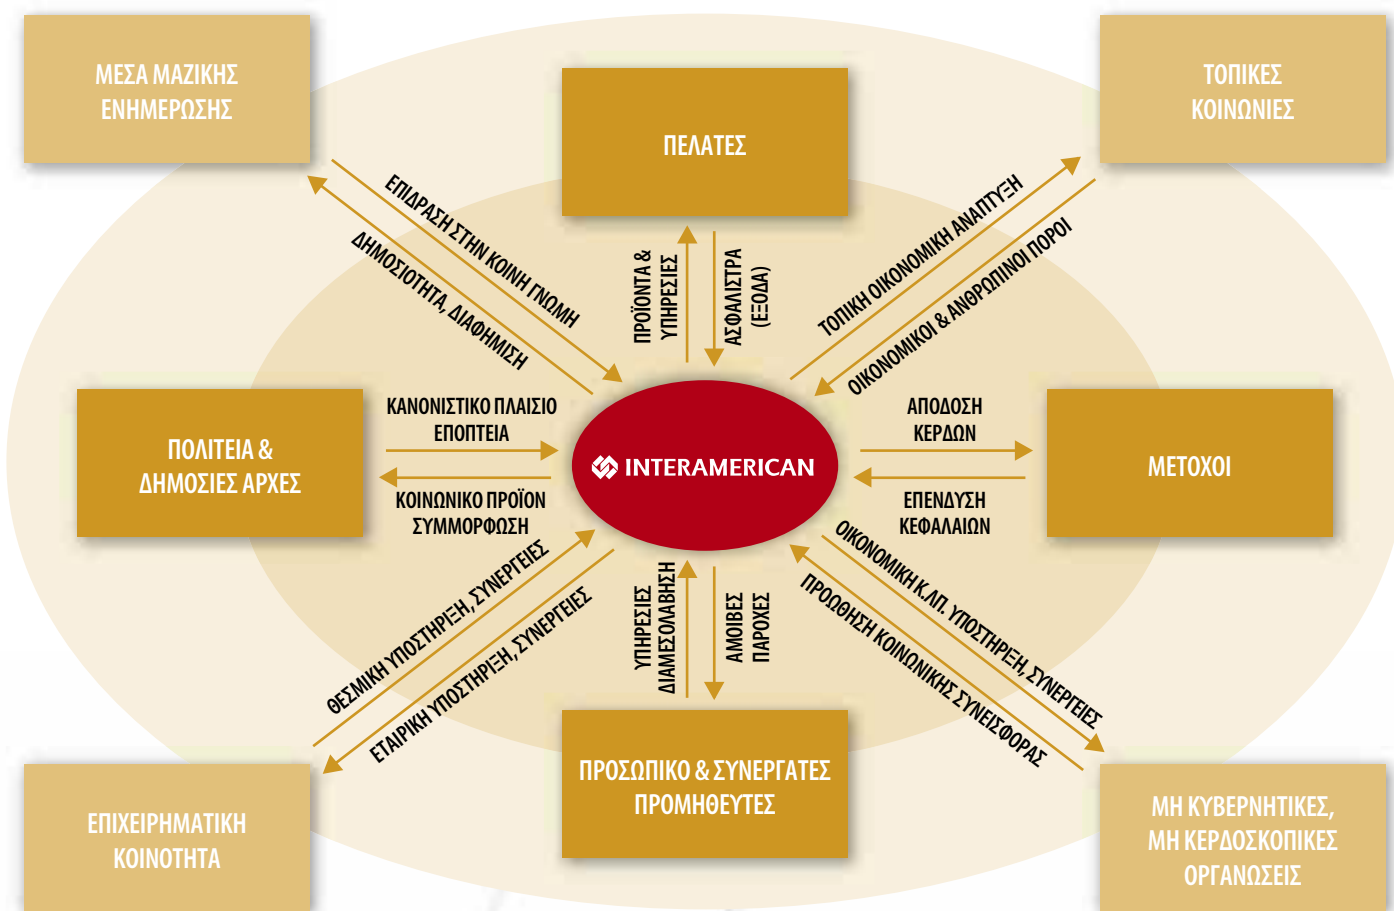 ΜΕΣΑ ΜΑΖΙΚΗΣ
ΕΝΗΜΕΡΩΣΗΣ
ΠΕΛΑΤΕΣ
ΤΟΠΙΚΕΣ
ΚΟΙΝΩΝΙΕΣ
ΕΠΙΔΡΑΣΗ ΣΤΗΝ ΚΟΙΝΗ ΓΝΩΜΗ
ΔΗΜΟΣΙΟΤΗΤΑ, ΔΙΑΦΗΜΙΣΗ
ΠΡΟΪΟΝΤΑ &
ΥΠΗΡΕΣΙΕΣ
ΑΣΦΑΛΙΣΤΡΑ
(ΕΞΟΔΑ)
ΤΟΠΙΚΗ ΟΙΚΟΝΟΜΙΚΗ ΑΝΑΠΤΥΞΗ
ΟΙΚΟΝΟΜΙΚΟΙ & ΑΝΘΡΩΠΙΝΟΙ ΠΟΡΟΙ
ΠΟΛΙΤΕΙΑ &
ΔΗΜΟΣΙΕΣ ΑΡΧΕΣ
ΚΑΝΟΝΙΣΤΙΚΟ ΠΛΑΙΣΙΟ
ΕΠΟΠΤΕΙΑ
ΚΟΙΝΩΝΙΚΟ ΠΡΟΪΟΝ
ΣΥΜΜΟΡΦΩΣΗ
INTERAMERICAN
ΑΠΟΔΟΣΗ
ΚΕΡΔΩΝ
ΕΠΕΝΔΥΣΗ
ΚΕΦΑΛΑΙΩΝ
ΜΕΤΟΧΟΙ
ΘΕΣΜΙΚΗ ΥΠΟΣΤΗΡΙΞΗ, ΣΥΝΕΡΓΕΙΕΣ
ΕΤΑΙΡΙΚΗ ΥΠΟΣΤΗΡΙΞΗ, ΣΥΝΕΡΓΕΙΕΣ
ΥΠΗΡΕΣΙΕΣ
ΔΙΑΜΕΣΟΛΑΒΗΣΗ
ΑΜΟΙΒΕΣ
ΠΑΡΟΧΕΣ
ΟΙΚΟΝΟΜΙΚΗ Κ.ΛΠ. ΥΠΟΣΤΗΡΙΞΗ, ΣΥΝΕΡΓΕΙΕΣ
ΠΡΟΩΘΗΣΗ ΚΟΙΝΩΝΙΚΗΣ ΣΥΝΕΙΣΦΟΡΑΣ
ΕΠΙΧΕΙΡΗΜΑΤΙΚΗ
ΚΟΙΝΟΤΗΤΑ
ΠΡΟΣΩΠΙΚΟ & ΣΥΝΕΡΓΑΤΕΣ
ΠΡΟΜΗΘΕΥΤΕΣ
ΜΗ ΚΥΒΕΡΝΗΤΙΚΕΣ,
ΜΗ ΚΕΡΔΟΣΚΟΠΙΚΕΣ
ΟΡΓΑΝΩΣΕΙΣ